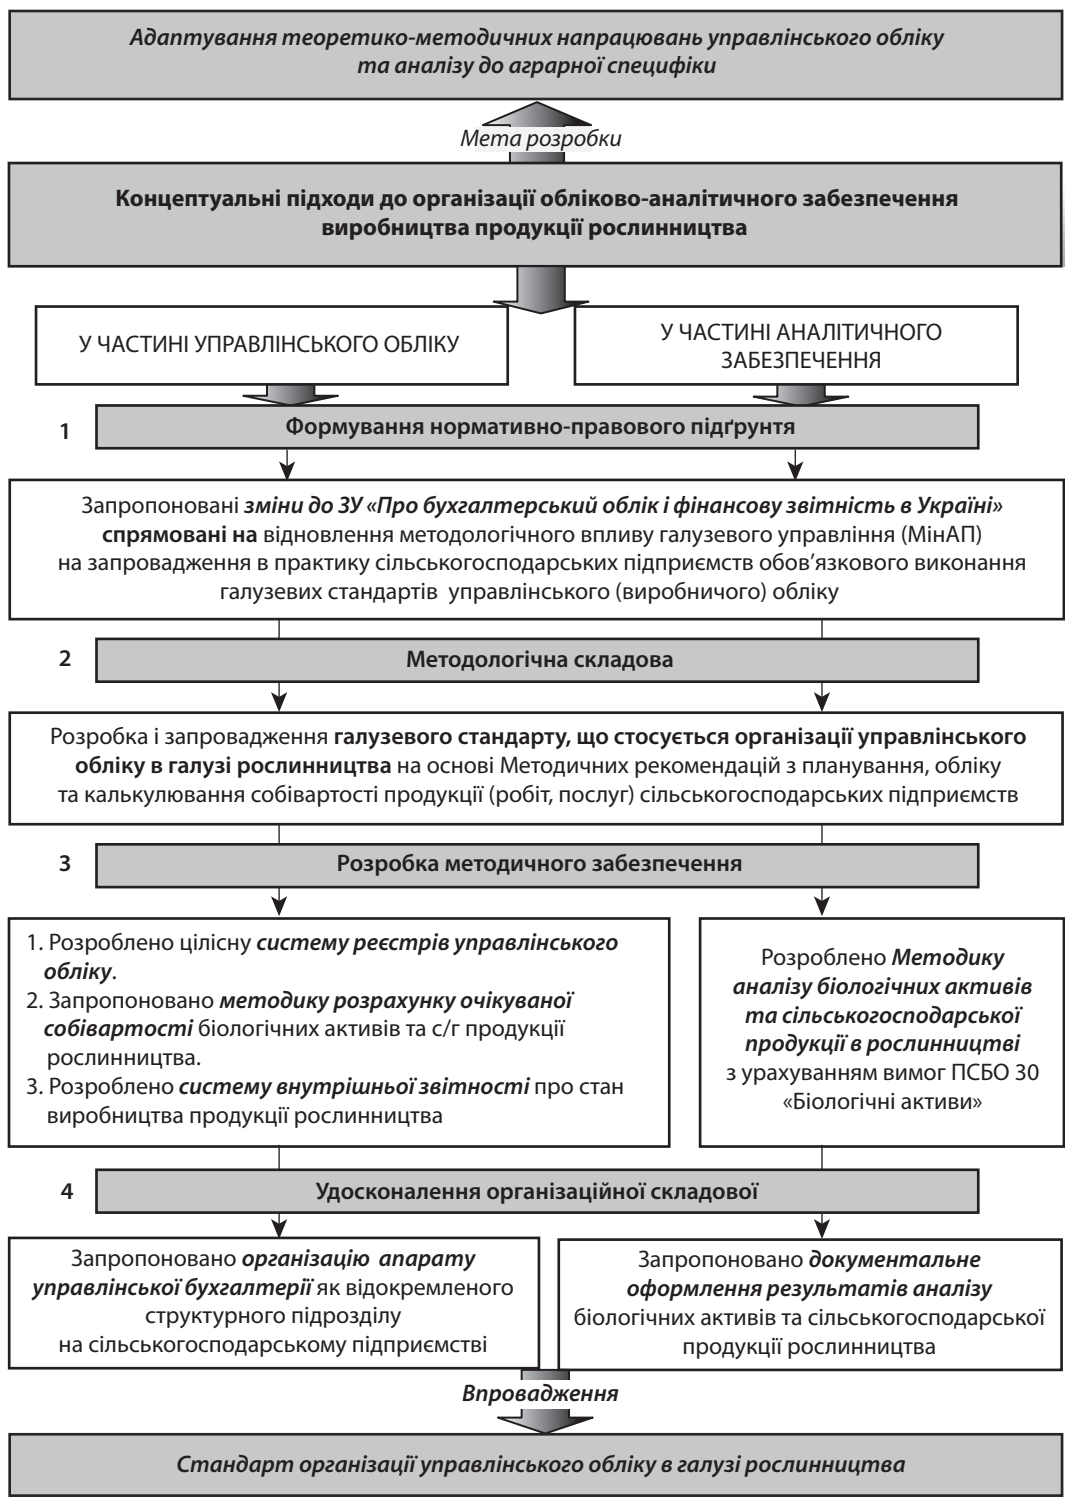 Адаптування теоретико-методичних напрацювань управлінського обліку
та аналізу до аграрної специфіки
Мета розробки
Концептуальні підходи до організації обліково-аналітичного забезпечення
виробництва продукції рослинництва
У ЧАСТИНІ УПРАВЛІНСЬКОГО ОБЛІКУ
У ЧАСТИНІ АНАЛІТИЧНОГО
ЗАБЕЗПЕЧЕННЯ
1
Формування нормативно-правового підґрунтя
Запропоновані зміни до ЗУ «Про бухгалтерський облік і фінансову звітність в Україні»
спрямовані на відновлення методологічного впливу галузевого управління (МінАП)
на запровадження в практику сільськогосподарських підприємств обов’язкового виконання
галузевих стандартів управлінського (виробничого) обліку
2
Методологічна складова
Розробка і запровадження галузевого стандарту, що стосується організації управлінського
обліку в галузі рослинництва на основі Методичних рекомендацій з планування, обліку
та калькулювання собівартості продукції (робіт, послуг) сільськогосподарських підприємств
3
Розробка методичного забезпечення
1. Розроблено цілісну систему реєстрів управлінського
обліку.
2. Запропоновано методику розрахунку очікуваної
собівартості біологічних активів та с/г продукції
рослинництва.
3. Розроблено систему внутрішньої звітності про стан
виробництва продукції рослинництва
Розроблено Методику
аналізу біологічних активів
та сільськогосподарської
продукції в рослинництві
з урахуванням вимог ПСБО 30
«Біологічні активи»
4
Удосконалення організаційної складової
Запропоновано організацію апарату
управлінської бухгалтерії як відокремленого
структурного підрозділу
на сільськогосподарському підприємстві
Запропоновано документальне
оформлення результатів аналізу
біологічних активів та сільськогосподарської
продукції рослинництва
Впровадження
Стандарт організації управлінського обліку в галузі рослинництва